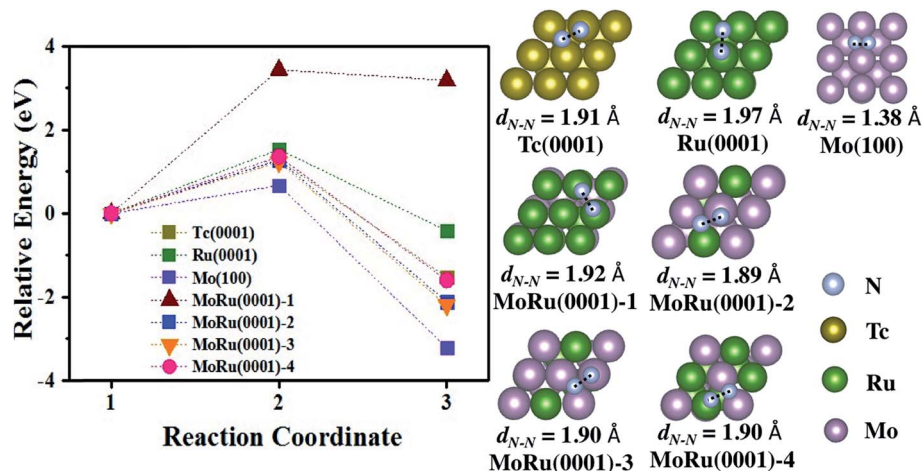 Relative Energy (eV)
4
2
0
-2
-4
1
2
3
Reaction Coordinate
Tc(0001)
Ru(0001)
Mo(100)
MoRu(0001)-1
MoRu(0001)-2
MoRu(0001)-3
MoRu(0001)-4
dN-N = 1.91 Å
Tc(0001)
dN-N = 1.97 Å
Ru(0001)
dN-N = 1.38 Å
Mo(100)
dN-N = 1.92 Å
MoRu(0001)-1
dN-N = 1.89 Å
MoRu(0001)-2
dN-N = 1.90 Å
MoRu(0001)-3
dN-N = 1.90 Å
MoRu(0001)-4
N
Tc
Ru
Mo